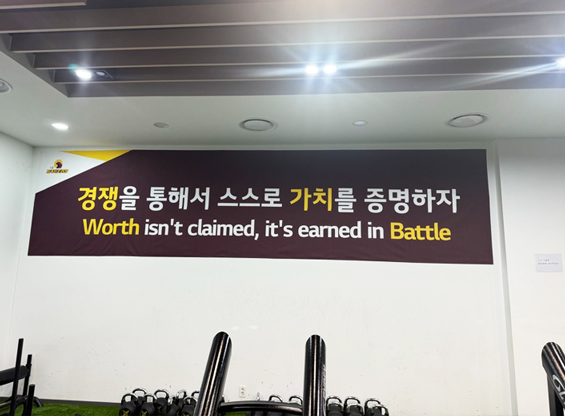 경쟁을 통해서 스스로 가치를 증명하자
Worth isn't claimed, it's earned in Battle